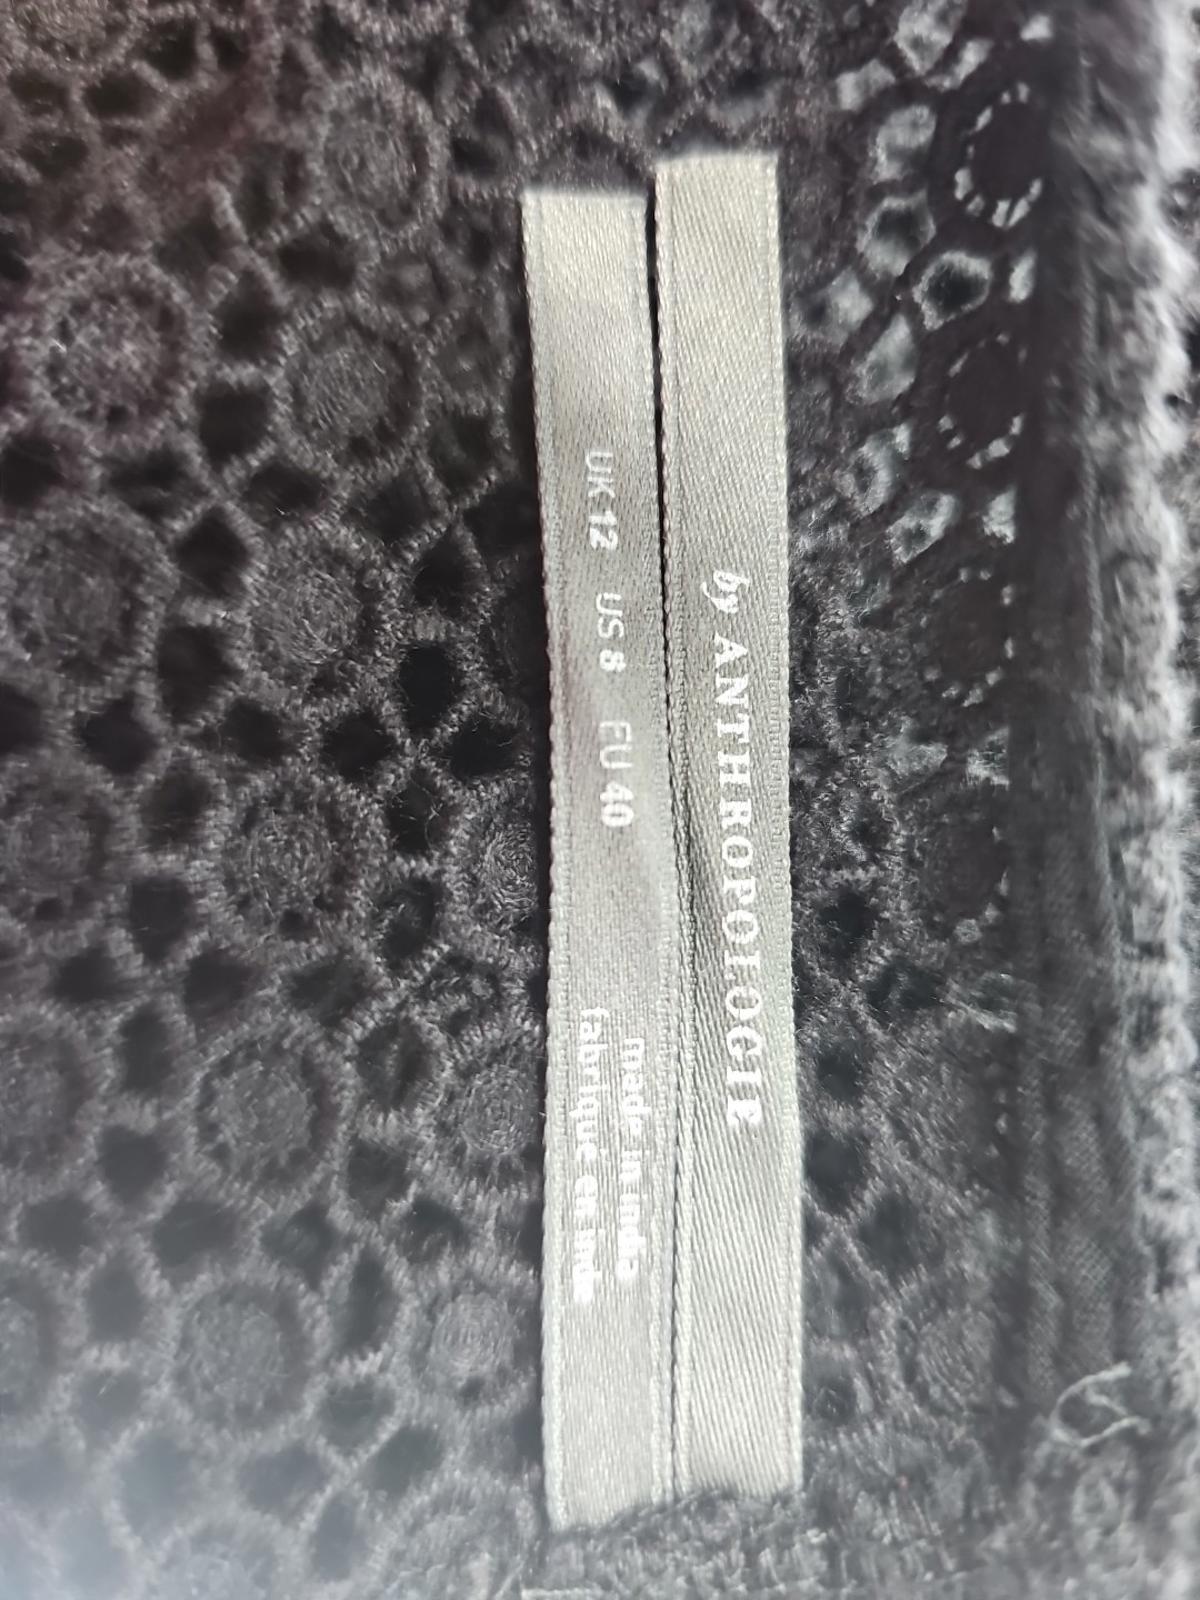 by ANTHROPOLOGIE
UK 12 US 8 EU 40
made in india
fabriqué en inde